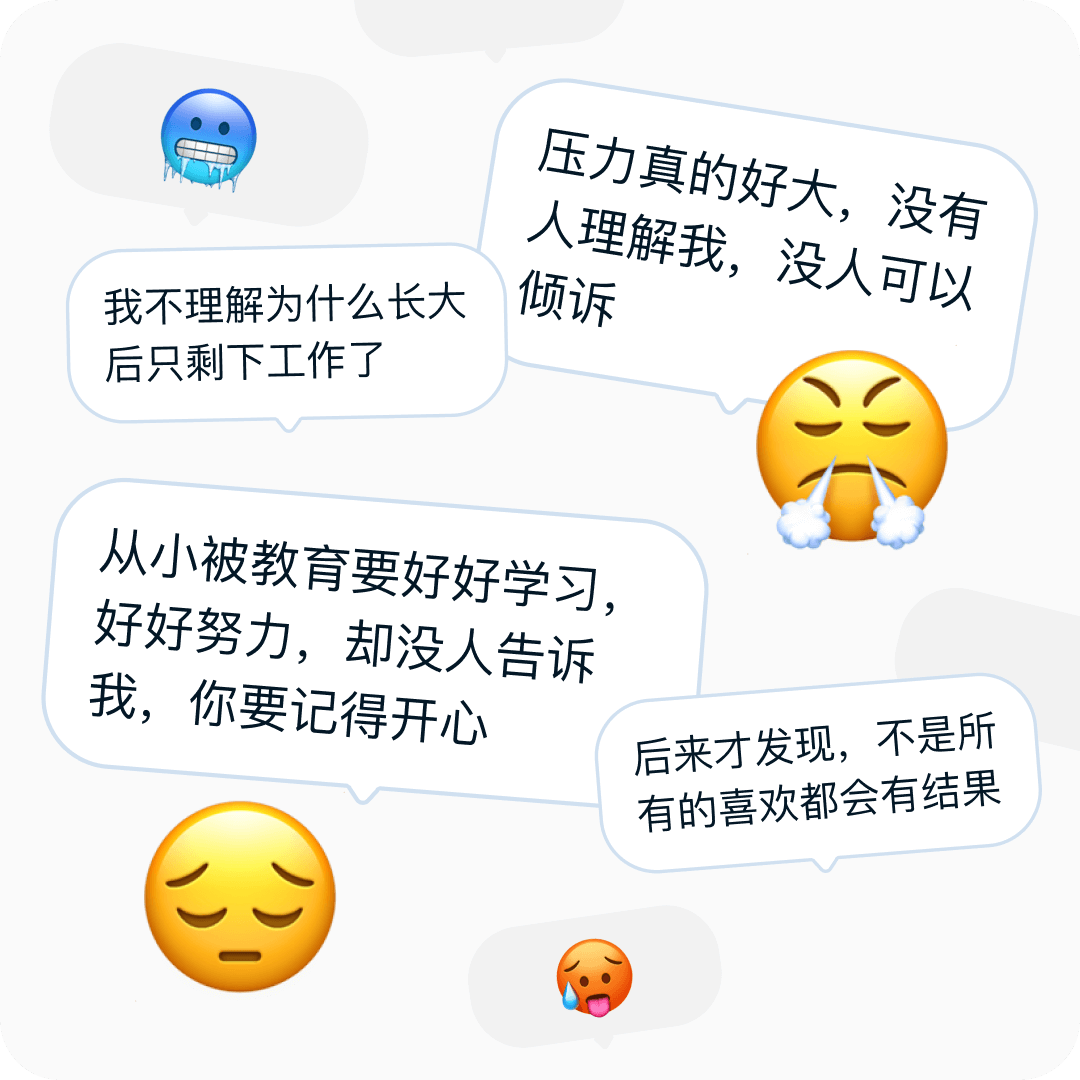 压力真的好大，没有
人理解我，没人可以
倾诉
我不理解为什么长大
后只剩下工作了
从小被教育要好好学习，
好好努力，却没人告诉
我，你要记得开心
后来才发现，不是所
有的喜欢都会有结果